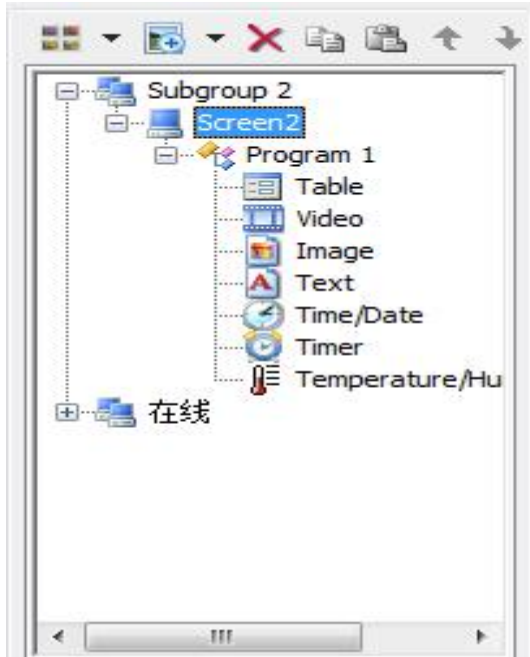 Subgroup 2
Screen2
Program 1
Table
Video
Image
Text
Time/Date
Timer
Temperature/Hu
在线